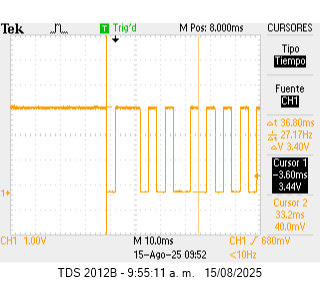 Tek Trig'd M Pos: 8.000ms CURSORES
Tipo
Tiempo
Fuente
CH1
Δt 36.80ms
1/Δt 27.17Hz
ΔV 3.40V
Cursor 1
-3.60ms
3.44V
Cursor 2
33.2ms
40.0mV
CH1 1.00V M 10.0ms CH1 / 680mV
15-Ago-25 09:52 <10Hz
TDS 2012B - 9:55:11 a. m. 15/08/2025